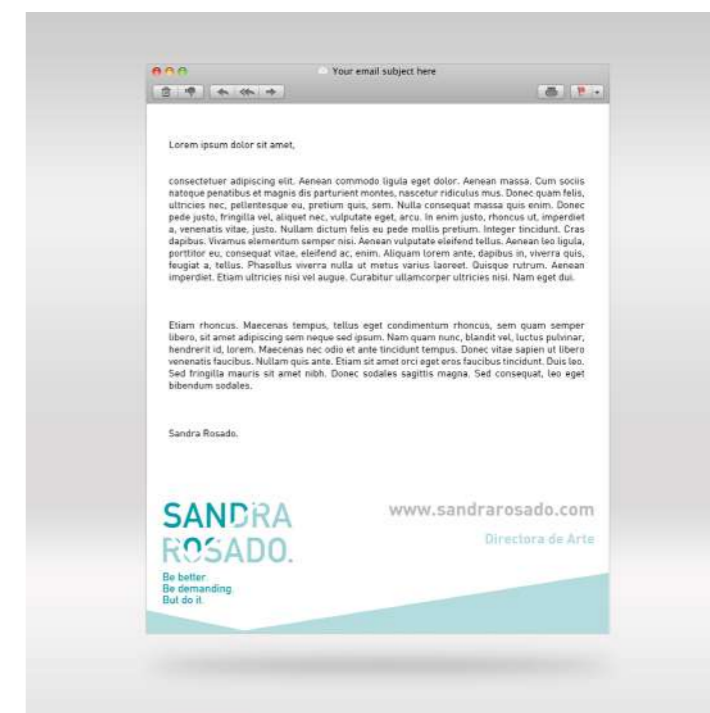 Your email subject here
Lorem ipsum dolor sit amet,
consectetuer adipiscing elit. Aenean commodo ligula eget dolor. Aenean massa. Cum sociis
natoque penatibus et magnis dis parturient montes, nascetur ridiculus mus. Donec quam felis,
ultricies nec, pellentesque eu, pretium quis, sem. Nulla consequat massa quis enim. Donec
pede justo, fringilla vel, aliquet nec, vulputate eget, arcu. In enim justo, rhoncus ut, imperdiet
a, venenatis vitae, justo. Nullam dictum felis eu pede mollis pretium. Integer tincidunt. Cras
dapibus. Vivamus elementum semper nisi. Aenean vulputate eleifend tellus. Aenean leo ligula,
porttitor eu, consequat vitae, eleifend ac, enim. Aliquam lorem ante, dapibus in, viverra quis,
feugiat a, tellus. Phasellus viverra nulla ut metus varius laoreet. Quisque rutrum. Aenean
imperdiet. Etiam ultricies nisi vel augue. Curabitur ullamcorper ultricies nisi. Nam eget dui.
Etiam rhoncus. Maecenas tempus, tellus eget condimentum rhoncus, sem quam semper
libero, sit amet adipiscing sem neque sed ipsum. Nam quam nunc, blandit vel, luctus pulvinar,
hendrerit id, lorem. Maecenas nec odio et ante tincidunt tempus. Donec vitae sapien ut libero
venenatis faucibus. Nullam quis ante. Etiam sit amet orci eget eros faucibus tincidunt. Duis leo.
Sed fringilla mauris sit amet nibh. Donec sodales sagittis magna. Sed consequat, leo eget
bibendum sodales.
Sandra Rosado.
SANDRA
ROSADO.
Be better.
Be demanding.
But do it.
www.sandrarosado.com
Directora de Arte